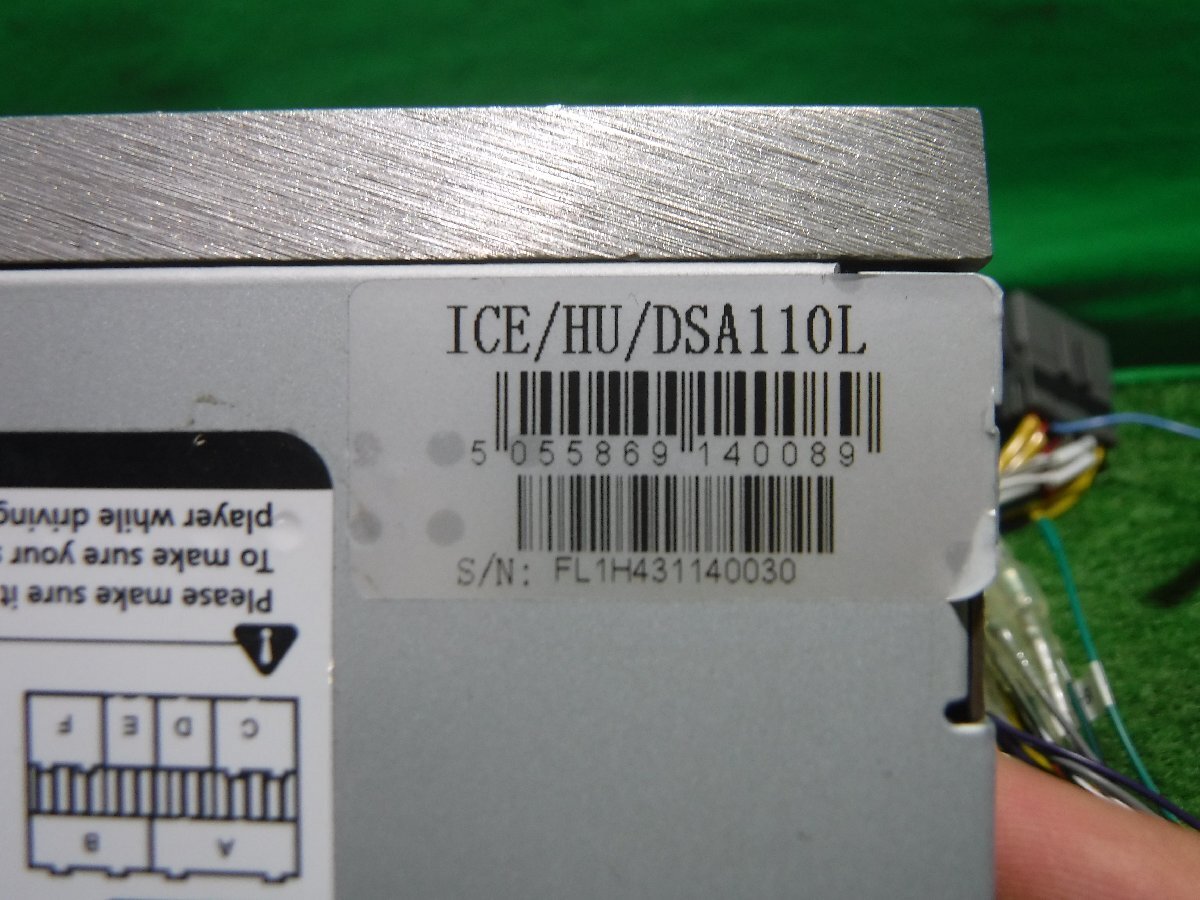 ICE/HU/DSA110L
5 055869 140089
S/N: FL1H431140030
Please make sure it
To make sure your s
player while driving
A
B
C
D
E
F